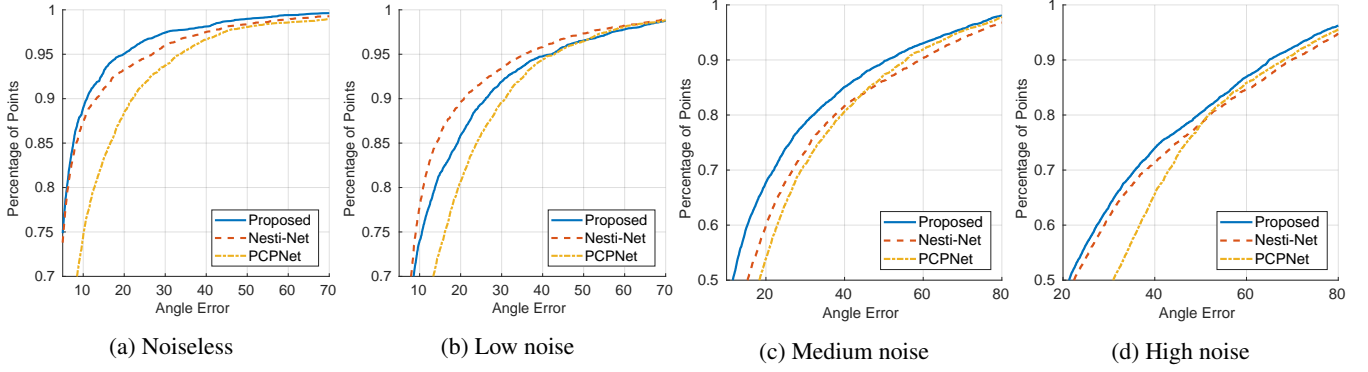 Percentage of Points
1
0.95
0.9
0.85
0.8
0.75
0.7
10 20 30 40 50 60 70
Angle Error
Proposed
Nesti-Net
PCPNet
(a) Noiseless
Percentage of Points
1
0.95
0.9
0.85
0.8
0.75
0.7
10 20 30 40 50 60 70
Angle Error
Proposed
Nesti-Net
PCPNet
(b) Low noise
Percentage of Points
1
0.9
0.8
0.7
0.6
0.5
20 40 60 80
Angle Error
Proposed
Nesti-Net
PCPNet
(c) Medium noise
Percentage of Points
1
0.9
0.8
0.7
0.6
0.5
20 40 60 80
Angle Error
Proposed
Nesti-Net
PCPNet
(d) High noise